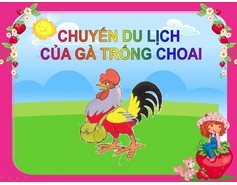 CHUYẾN DU LỊCH
CỦA GÀ TRỐNG CHOAI